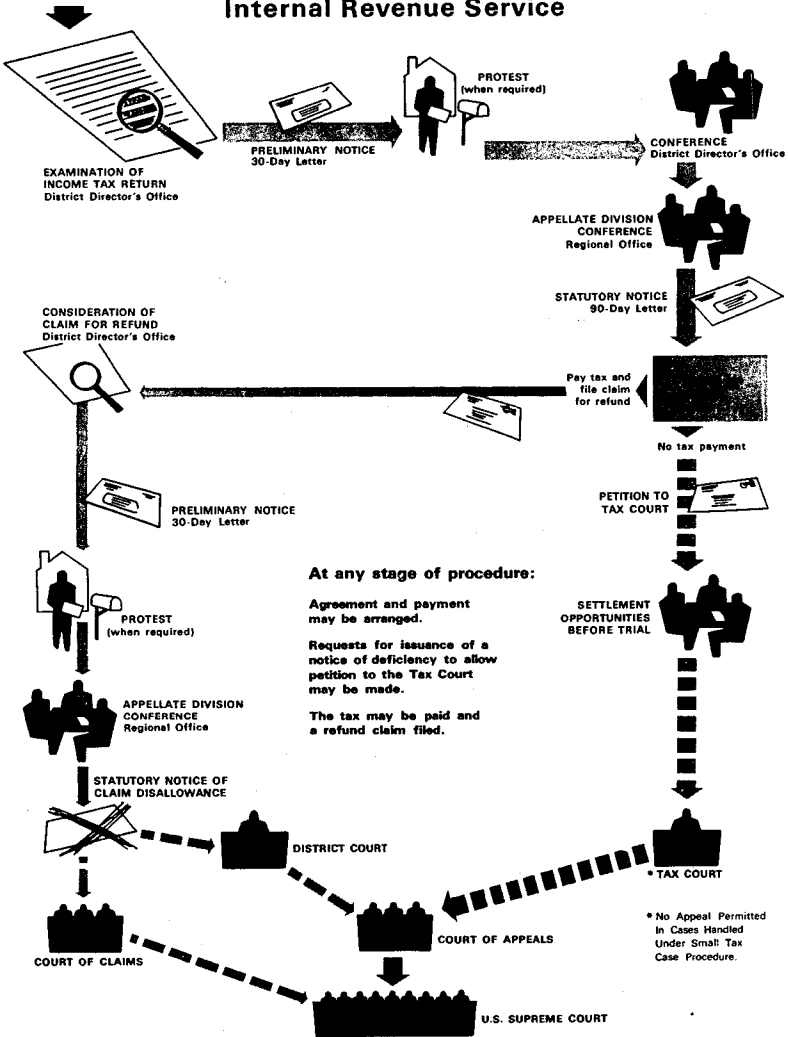 Internal Revenue Service
PROTEST
(when required)
PRELIMINARY NOTICE
30-Day Letter
EXAMINATION OF
INCOME TAX RETURN
District Director's Office
CONFERENCE
District Director's Office
APPELLATE DIVISION
CONFERENCE
Regional Office
STATUTORY NOTICE
90-Day Letter
CONSIDERATION OF
CLAIM FOR REFUND
District Director's Office
Pay tax and
file claim
for refund
No tax payment
PETITION TO
TAX COURT
PRELIMINARY NOTICE
30-Day Letter
PROTEST
(when required)
At any stage of procedure:
Agreement and payment
may be arranged.
Requests for issuance of a
notice of deficiency to allow
petition to the Tax Court
may be made.
The tax may be paid and
a refund claim filed.
SETTLEMENT
OPPORTUNITIES
BEFORE TRIAL
APPELLATE DIVISION
CONFERENCE
Regional Office
STATUTORY NOTICE OF
CLAIM DISALLOWANCE
DISTRICT COURT
* TAX COURT
COURT OF CLAIMS
COURT OF APPEALS
* No Appeal Permitted
In Cases Handled
Under Small Tax
Case Procedure.
U.S. SUPREME COURT